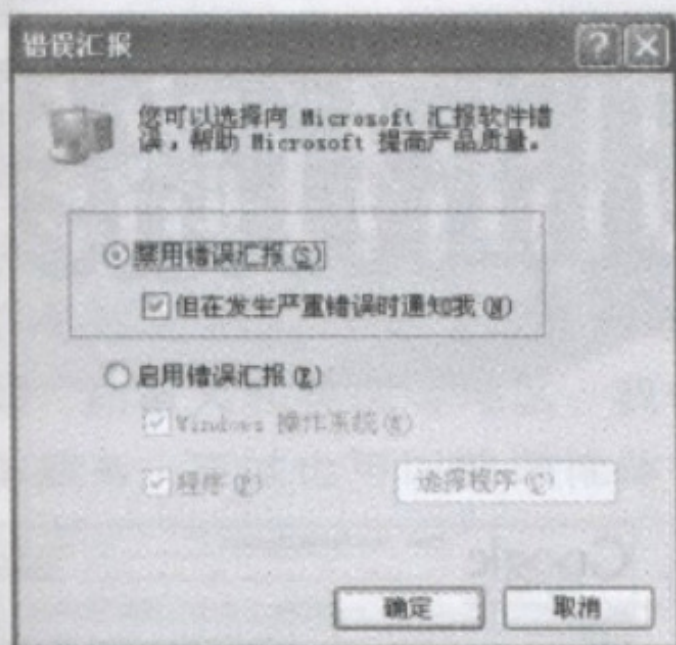 错误汇报
您可以选择向 Microsoft 汇报软件错
误，帮助 Microsoft 提高产品质量。
禁用错误汇报(S)
但在发生严重错误时通知我(N)
启用错误汇报(E)
Windows 操作系统(W)
程序(P) 选择程序(C)
确定 取消